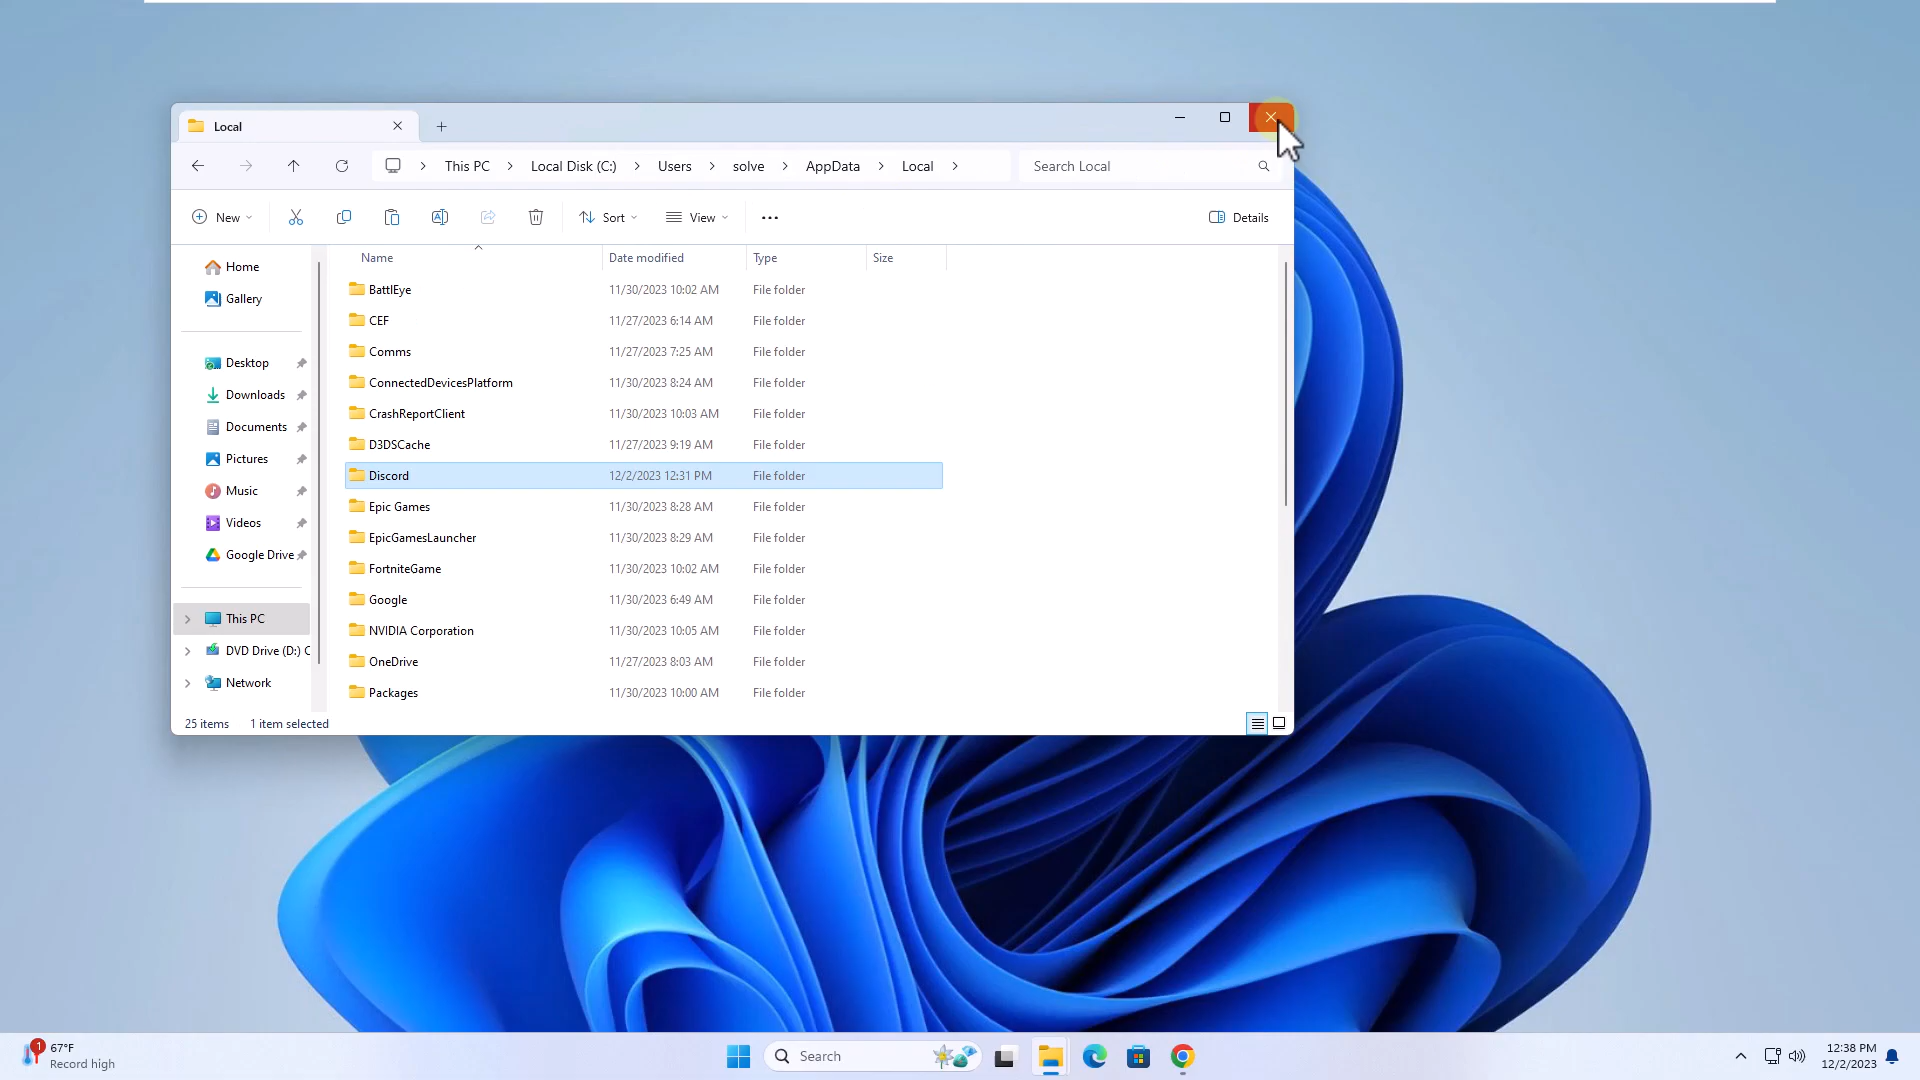 Local
This PC
Local Disk (C:)
Users
solve
AppData
Local
Search Local
New
Sort
View
Details
Name
Date modified
Type
Size
Home
Gallery
Desktop
Downloads
Documents
Pictures
Music
Videos
Google Drive
This PC
DVD Drive (D:) C
Network
BattlEye 11/30/2023 10:02 AM File folder
CEF 11/27/2023 6:14 AM File folder
Comms 11/27/2023 7:25 AM File folder
ConnectedDevicesPlatform 11/30/2023 8:24 AM File folder
CrashReportClient 11/30/2023 10:03 AM File folder
D3DSCache 11/27/2023 9:19 AM File folder
Discord 12/2/2023 12:31 PM File folder
Epic Games 11/30/2023 8:28 AM File folder
EpicGamesLauncher 11/30/2023 8:29 AM File folder
FortniteGame 11/30/2023 10:02 AM File folder
Google 11/30/2023 6:49 AM File folder
NVIDIA Corporation 11/30/2023 10:05 AM File folder
OneDrive 11/27/2023 8:03 AM File folder
Packages 11/30/2023 10:00 AM File folder
25 items
1 item selected
1
67°F
Record high
Search
12:38 PM
12/2/2023